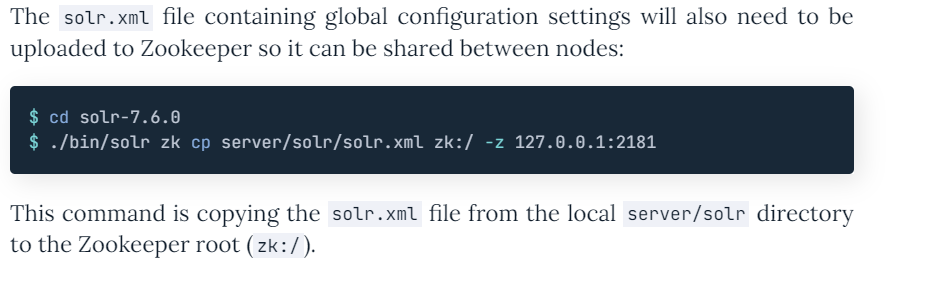 The solr.xml file containing global configuration settings will also need to be
uploaded to Zookeeper so it can be shared between nodes:
$ cd solr-7.6.0
$ ./bin/solr zk cp server/solr/solr.xml zk:/ -z 127.0.0.1:2181
This command is copying the solr.xml file from the local server/solr directory
to the Zookeeper root (zk:/).